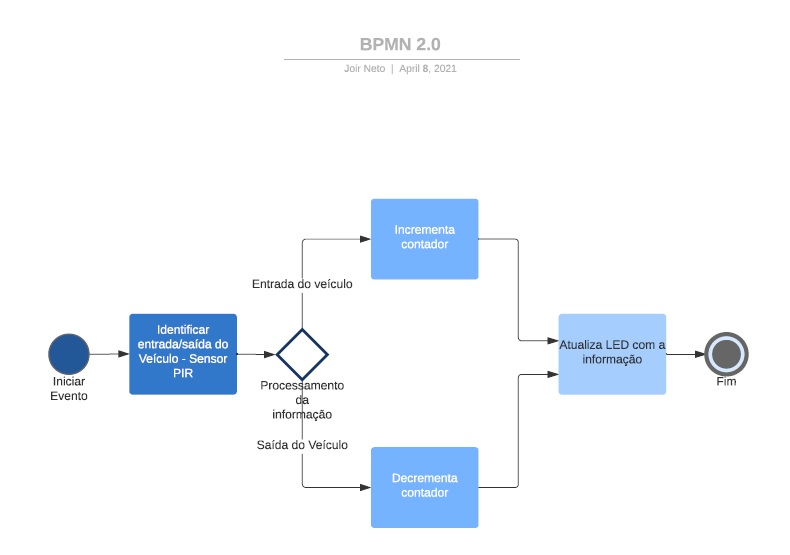 BPMN 2.0
Joir Neto | April 8, 2021
Incrementa
contador
Entrada do veículo
Identificar
entrada/saída do
Veículo - Sensor
PIR
Iniciar
Evento
Processamento
da
informação
Atualiza LED com a
informação
Fim
Saída do Veículo
Decrementa
contador